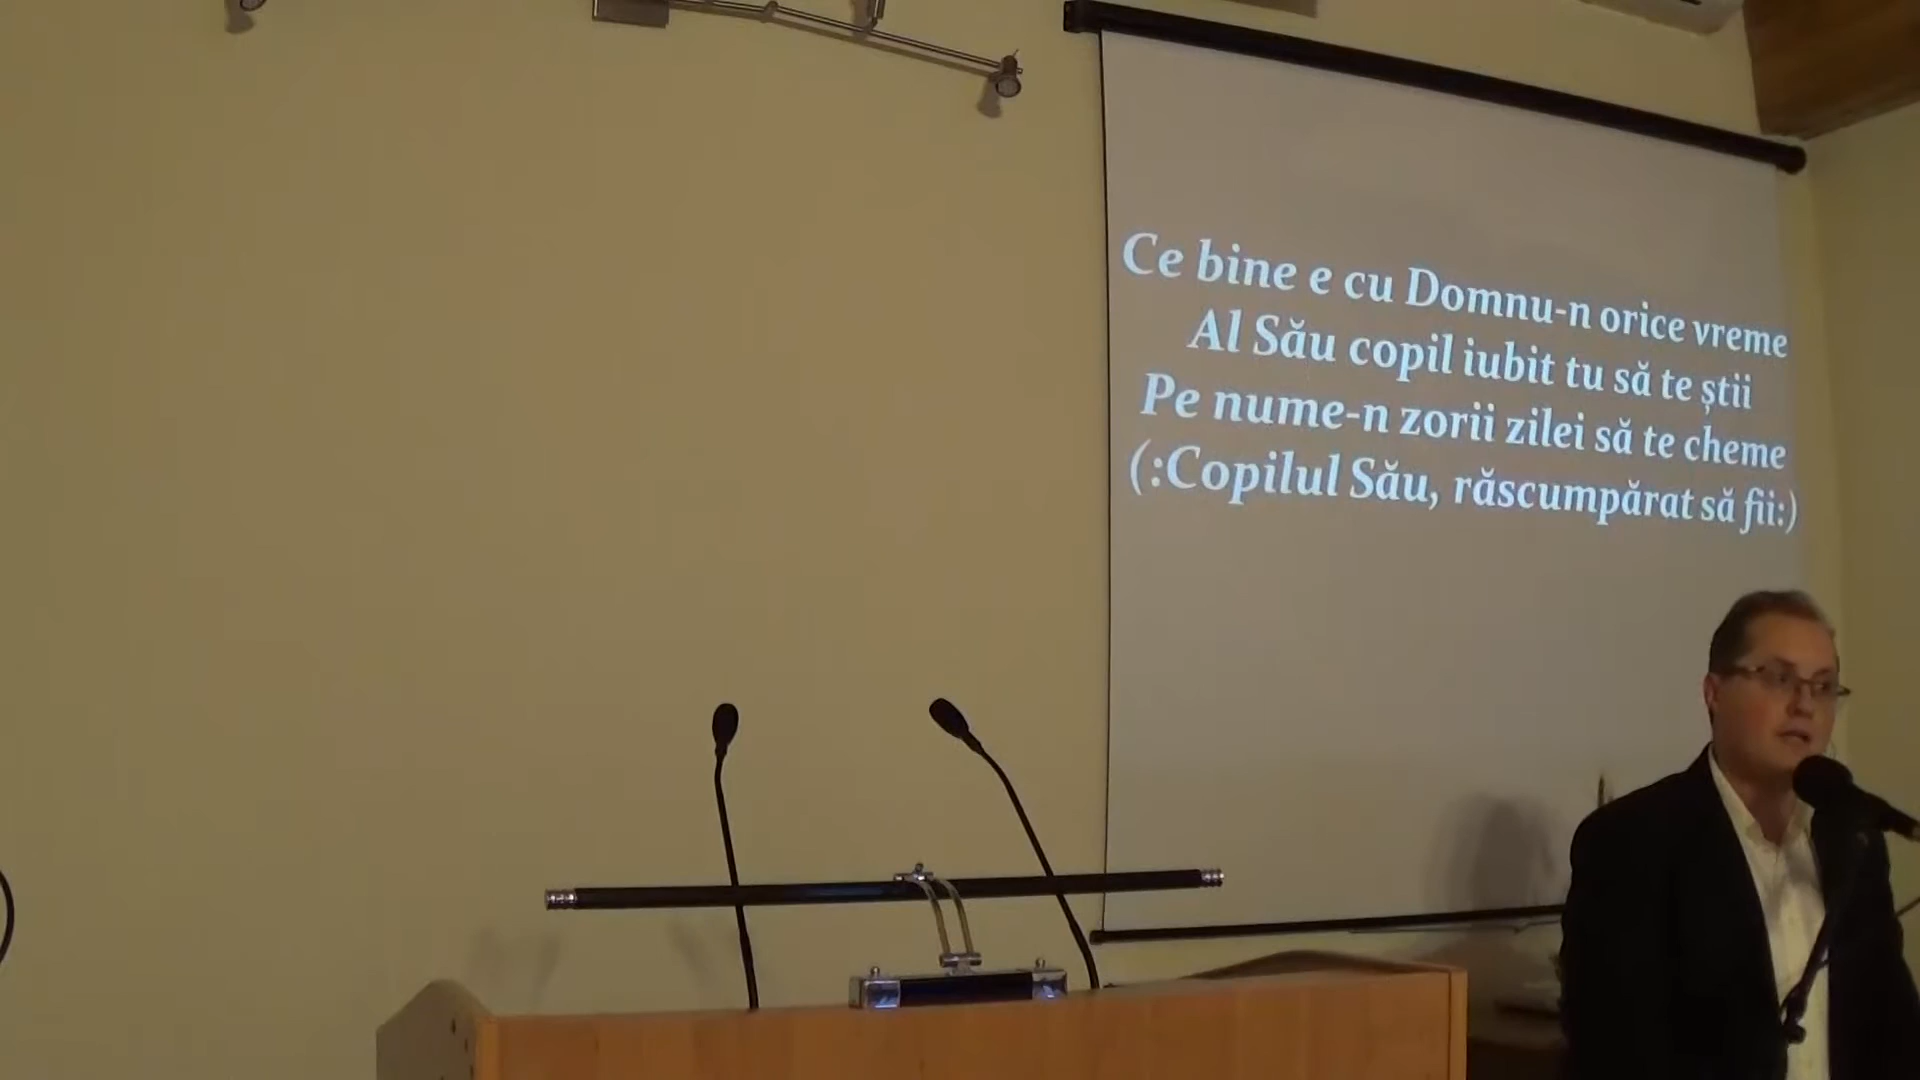 Ce bine e cu Domnu-n orice vreme
Al Său copil iubit tu să te știi
Pe nume-n zorii zilei să te cheme
(:Copilul Său, răscumpărat să fii:)